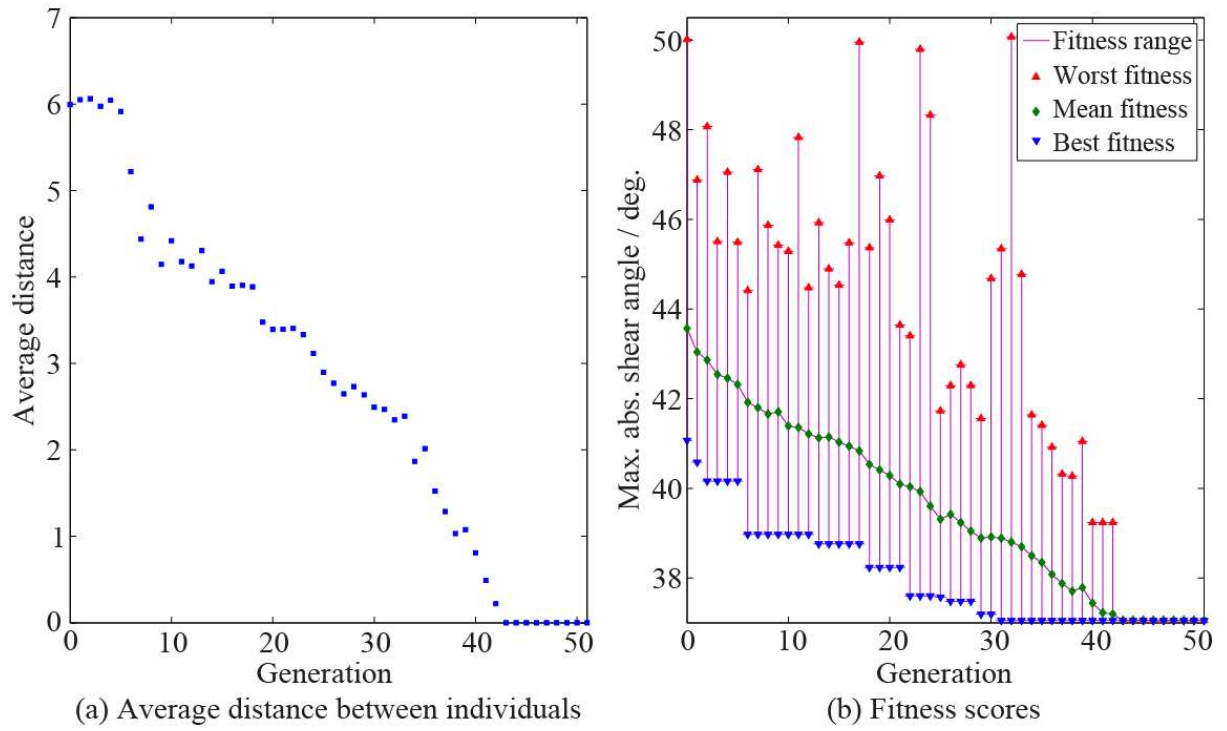 7
6
5
4
3
2
1
0
Average distance
0
10
20
30
40
50
Generation
(a) Average distance between individuals
50
48
46
44
42
40
38
Max. abs. shear angle / deg.
Fitness range
Worst fitness
Mean fitness
Best fitness
0
10
20
30
40
50
Generation
(b) Fitness scores